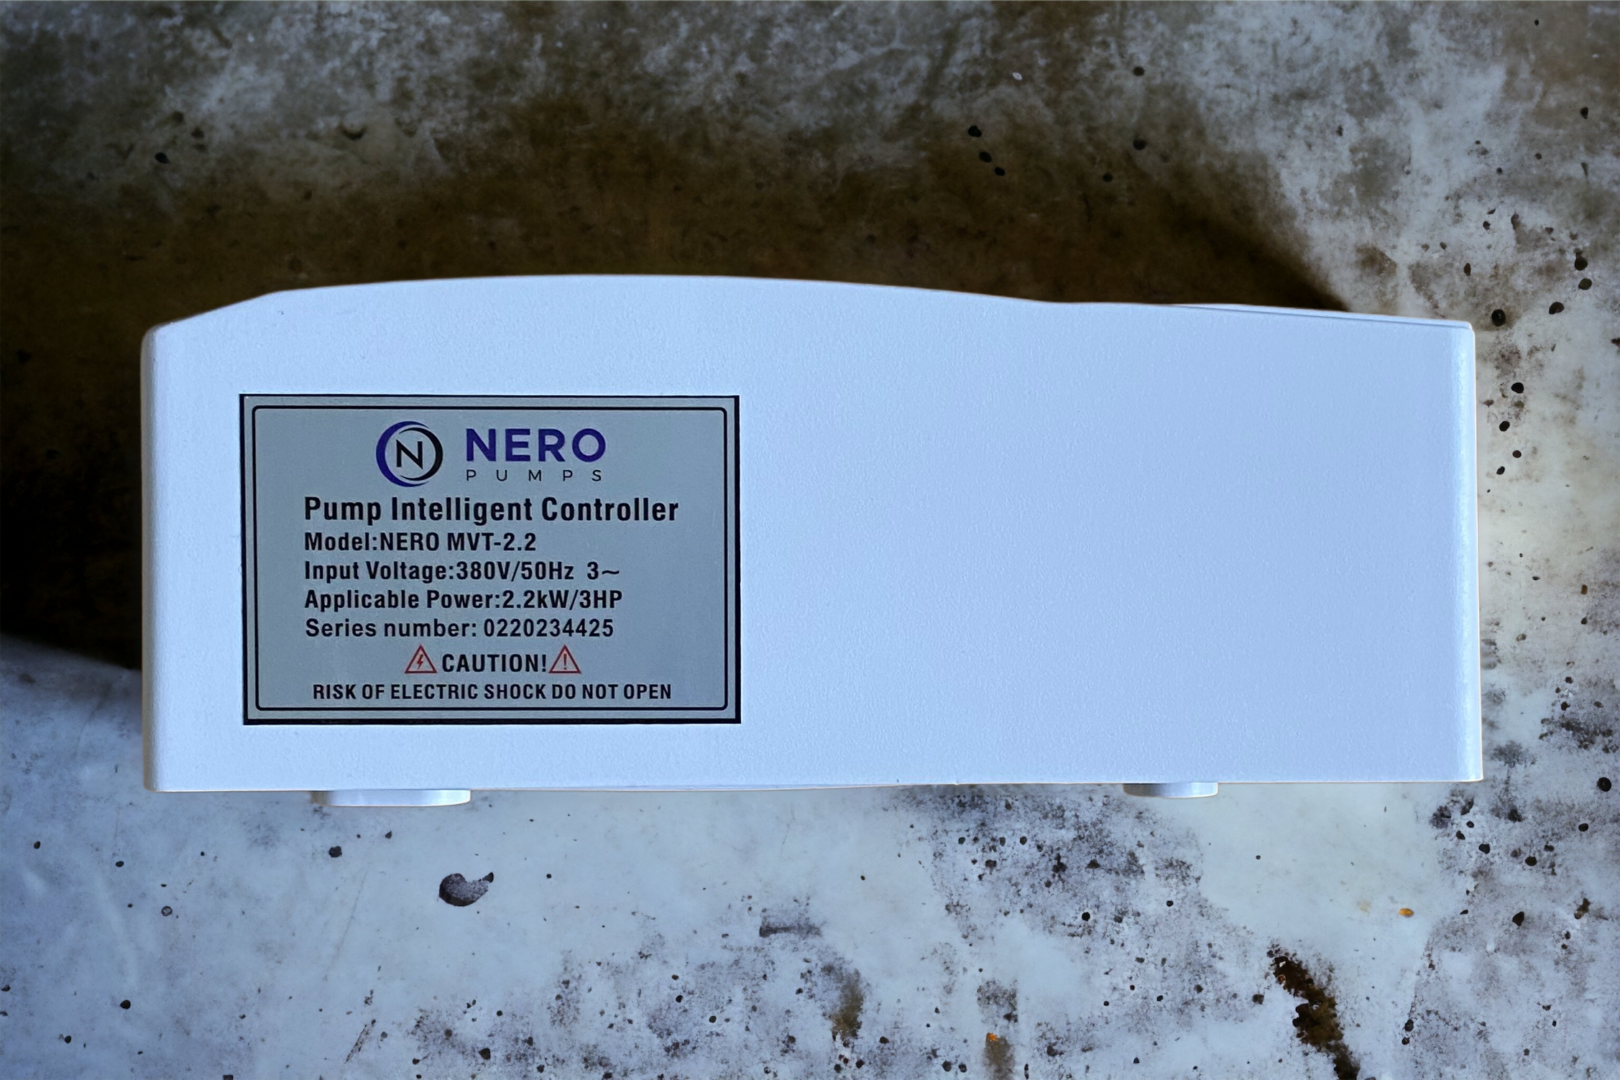 N NERO
PUMPS
Pump Intelligent Controller
Model:NERO MVT-2.2
Input Voltage:380V/50Hz 3~
Applicable Power:2.2kW/3HP
Series number: 0220234425
CAUTION!
RISK OF ELECTRIC SHOCK DO NOT OPEN